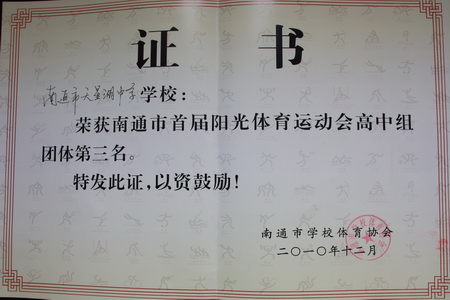 证 书
南通市天星湖中学学校：
荣获南通市首届阳光体育运动会高中组
团体第三名。
特发此证，以资鼓励！
南通市学校体育协会
二〇一〇年十二月